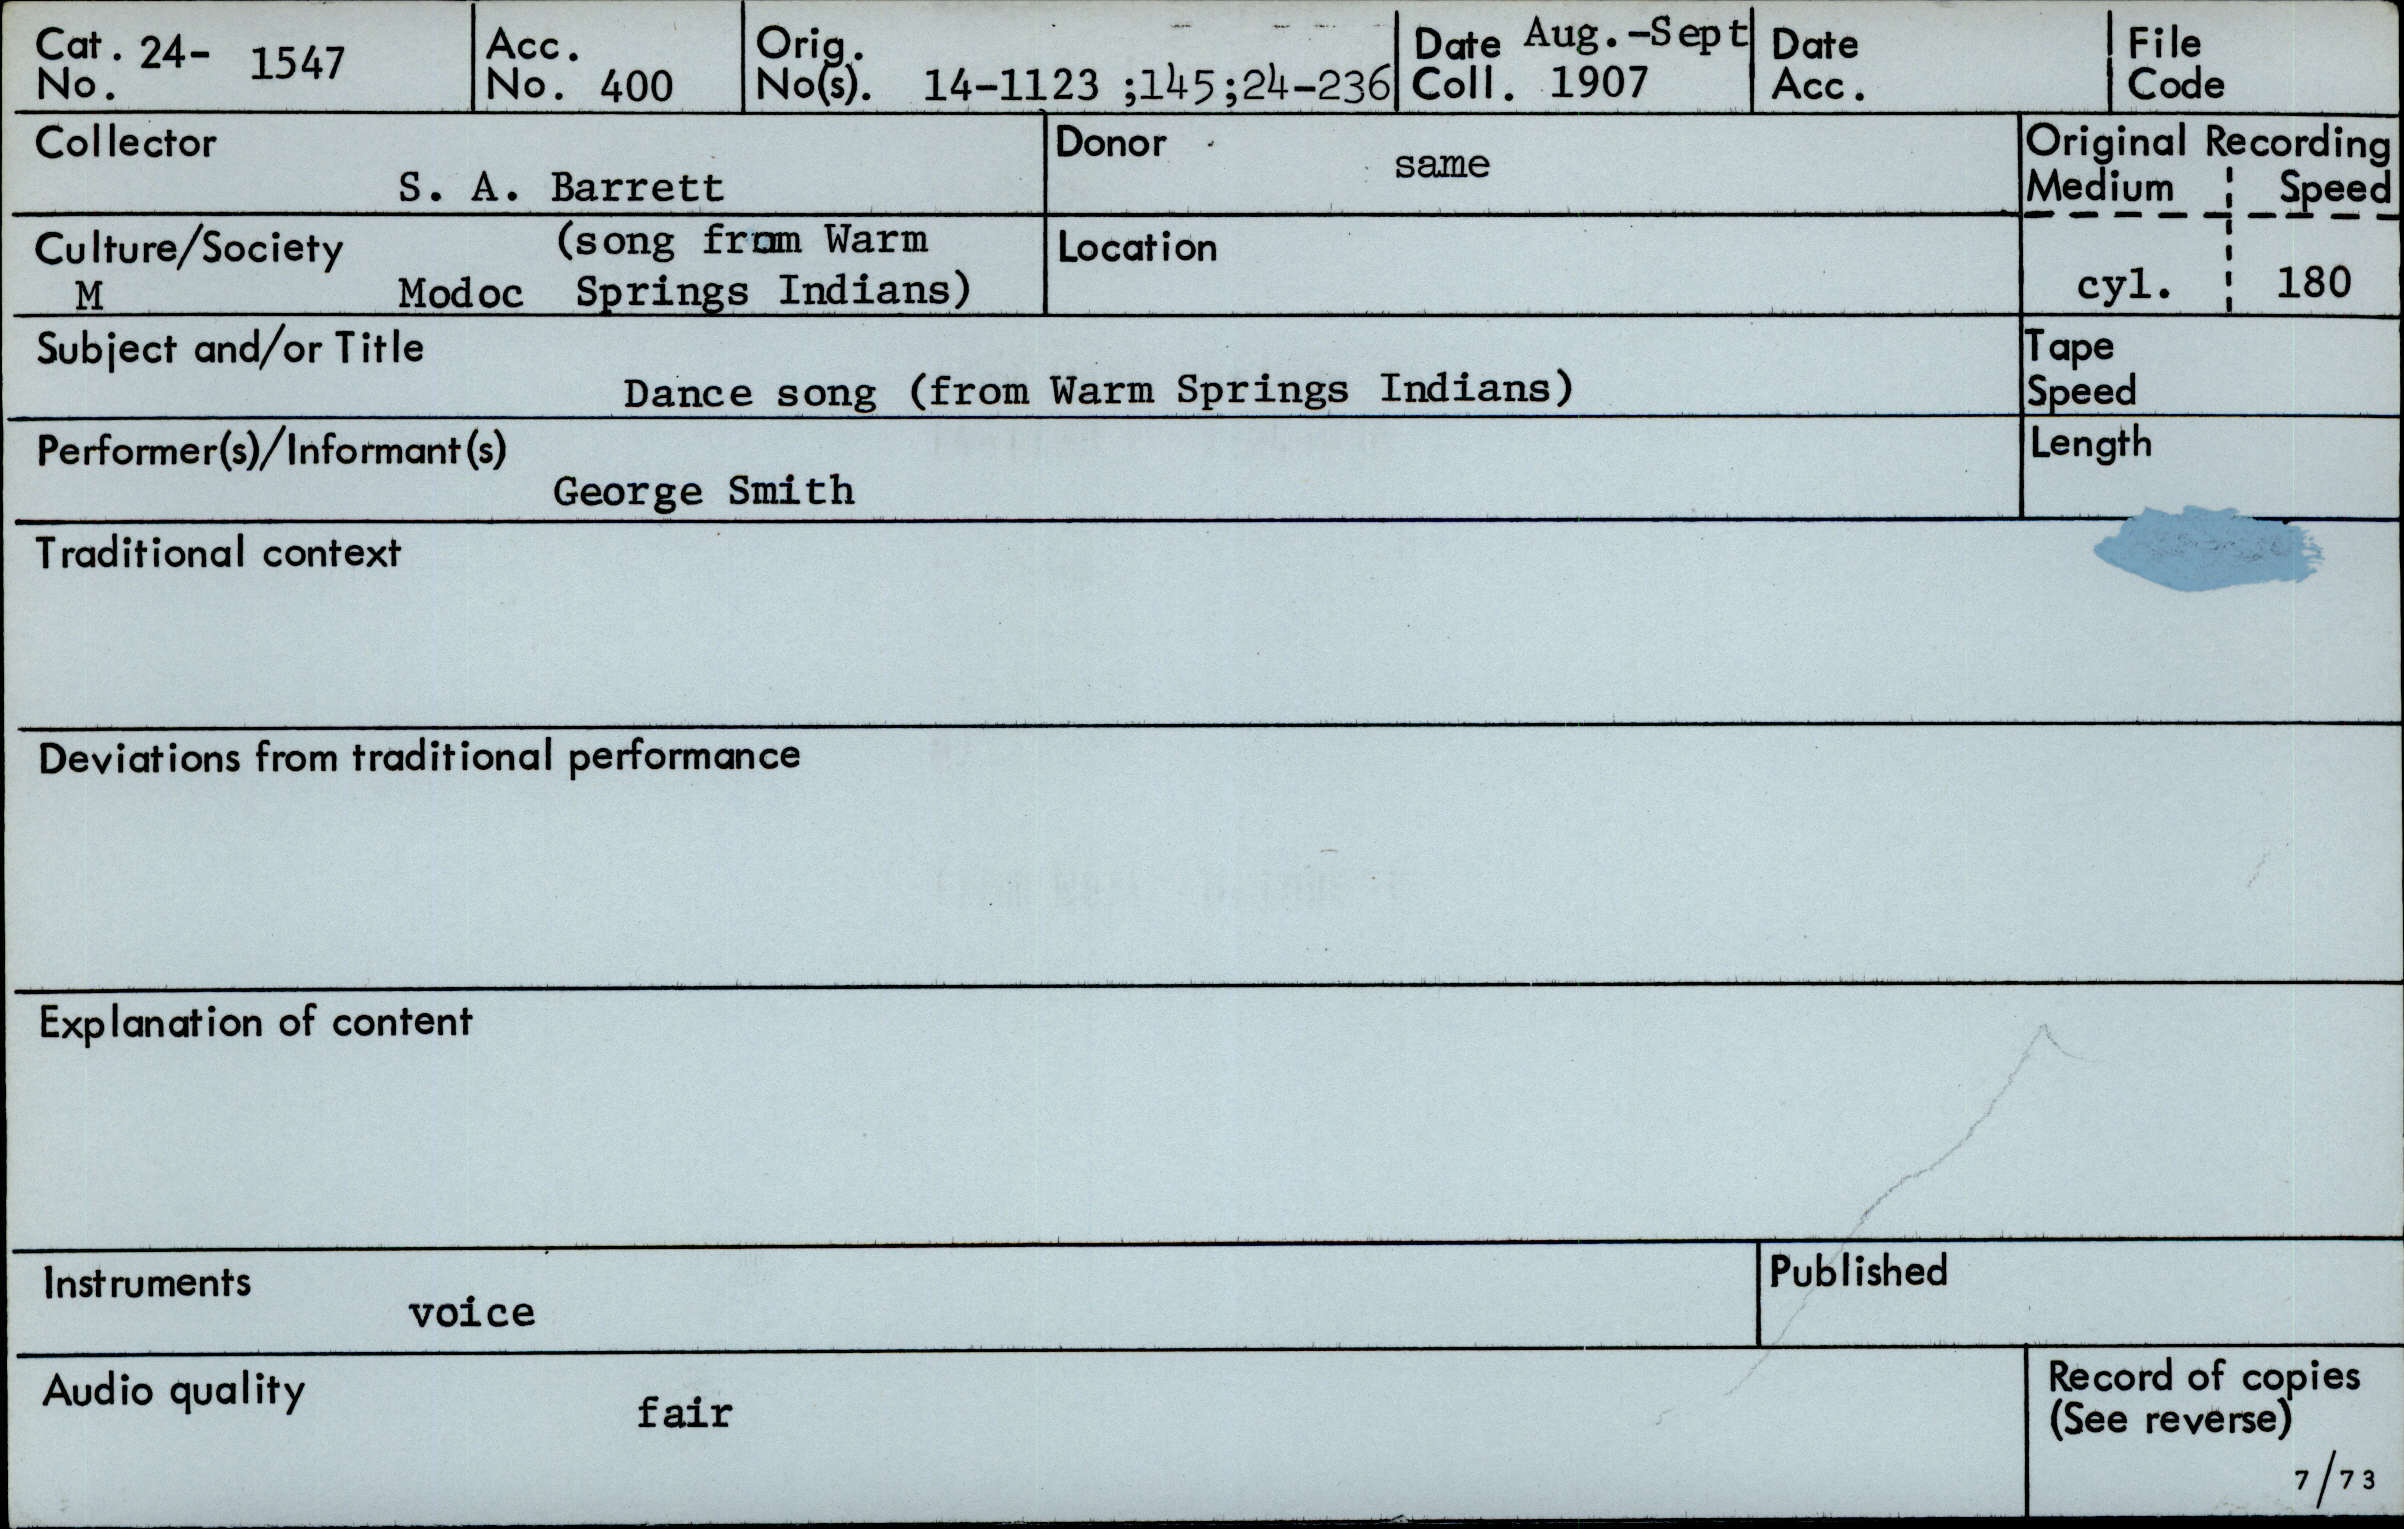 Cat. No. 24- 1547
Acc. No. 400
Orig. No(s). 14-1123 ;145;24-236
Date Coll. Aug.-Sept 1907
Date Acc.
File Code
Collector
S. A. Barrett
Donor
same
Original Recording
Medium Speed
cyl. 180
Culture/Society
M Modoc (song from Warm
Springs Indians)
Location
Subject and/or Title
Dance song (from Warm Springs Indians)
Tape
Speed
Performer(s)/Informant(s)
George Smith
Length
Traditional context
Deviations from traditional performance
Explanation of content
Instruments
voice
Published
Audio quality
fair
Record of copies
(See reverse)
7/73